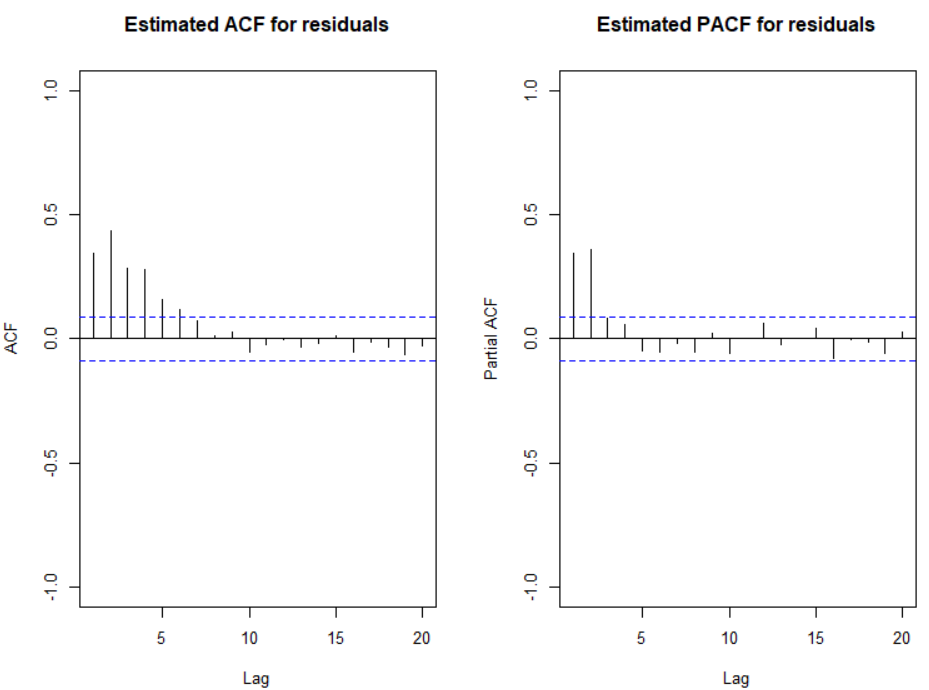 Estimated ACF for residuals
ACF
1.0
0.5
0.0
-0.5
-1.0
5 10 15 20
Lag
Estimated PACF for residuals
Partial ACF
1.0
0.5
0.0
-0.5
-1.0
5 10 15 20
Lag